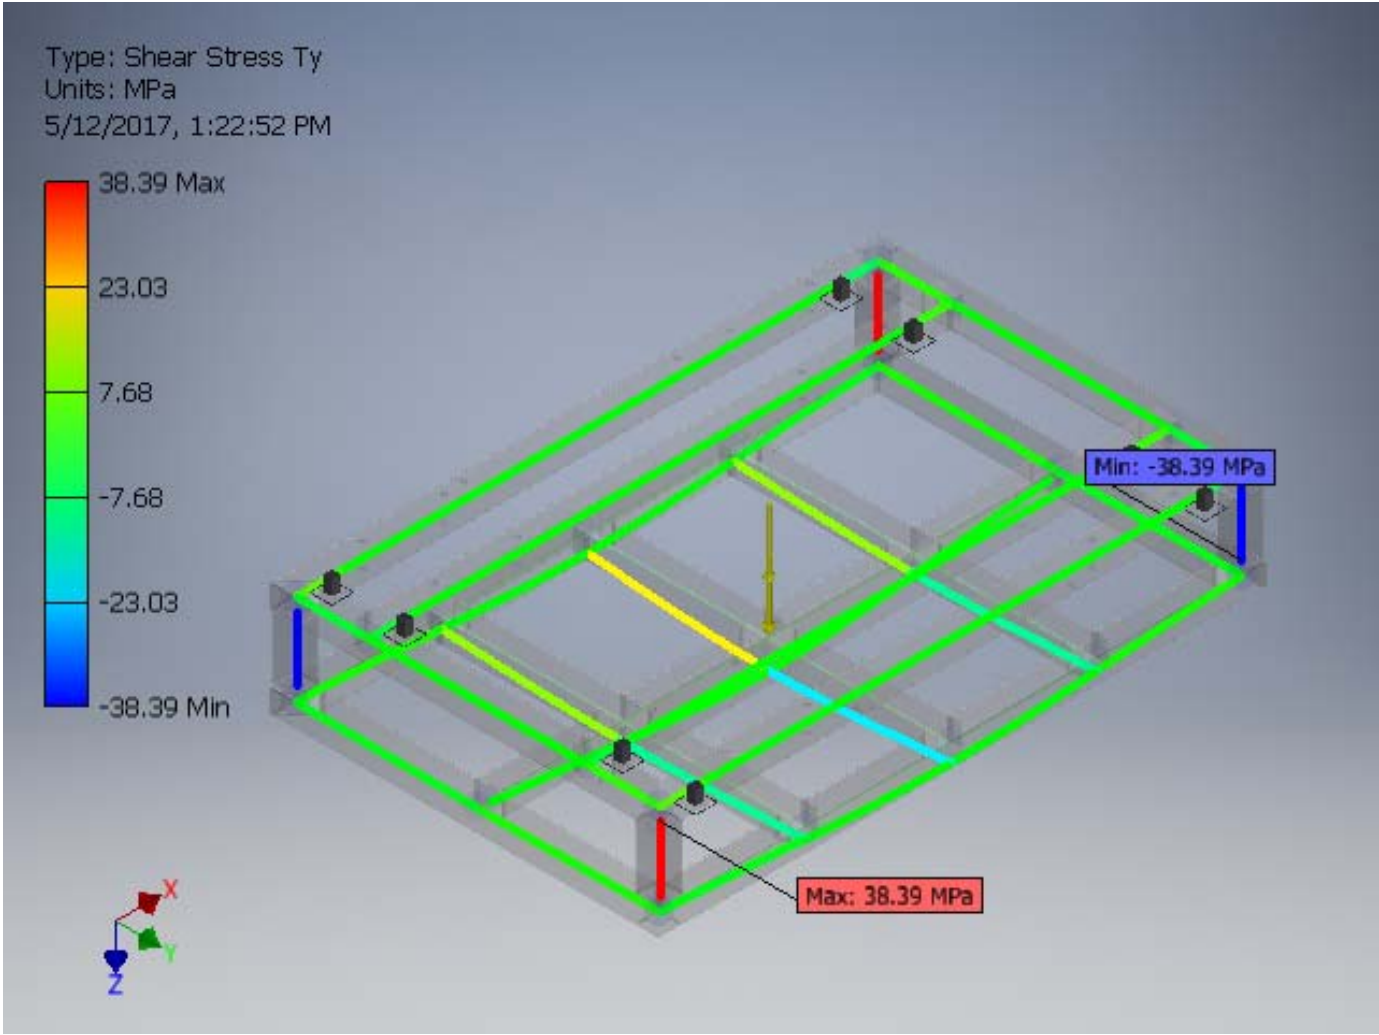 Type: Shear Stress Ty
Units: MPa
5/12/2017, 1:22:52 PM
38.39 Max
23.03
7.68
-7.68
-23.03
-38.39 Min
Min: -38.39 MPa
Max: 38.39 MPa
X
Y
Z